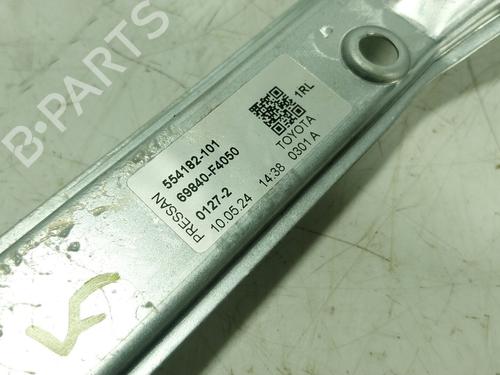 B-PARTS
554182-101
69840-F4050
PRESSAN
0127-2
10.05.24 14:38
1RL
TOYOTA
0301 A